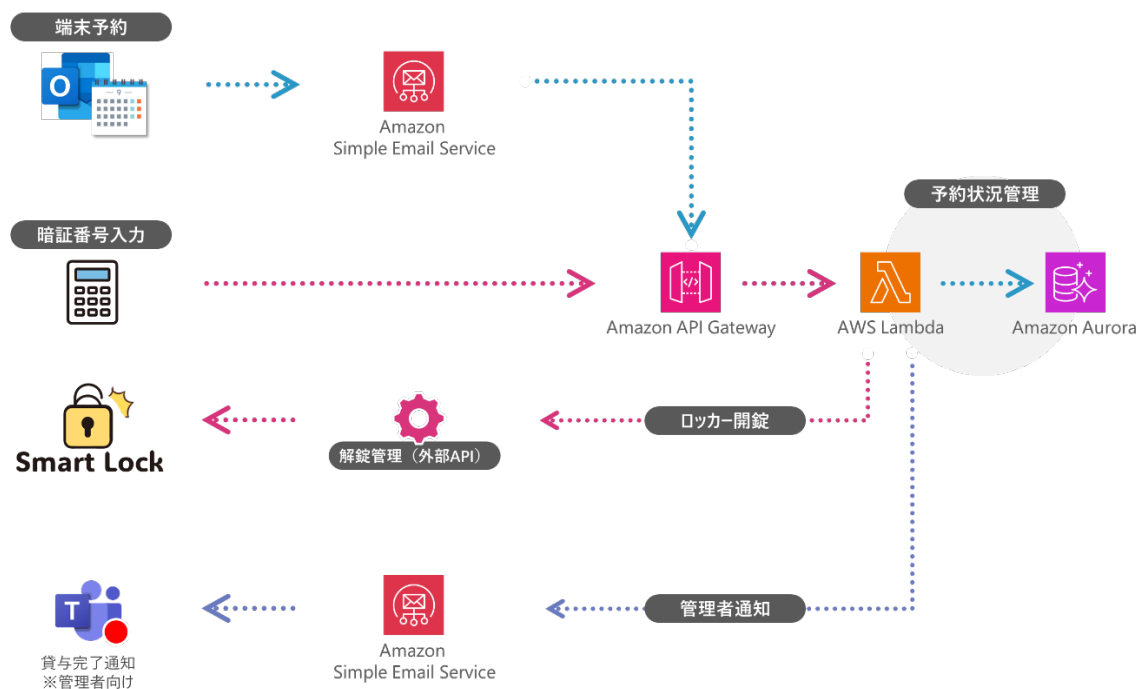 端末予約
O
Amazon
Simple Email Service
予約状況管理
暗証番号入力
Amazon API Gateway
AWS Lambda
Amazon Aurora
ロッカー開錠
解錠管理（外部API）
Smart Lock
管理者通知
T
Amazon
Simple Email Service
貸与完了通知
※管理者向け